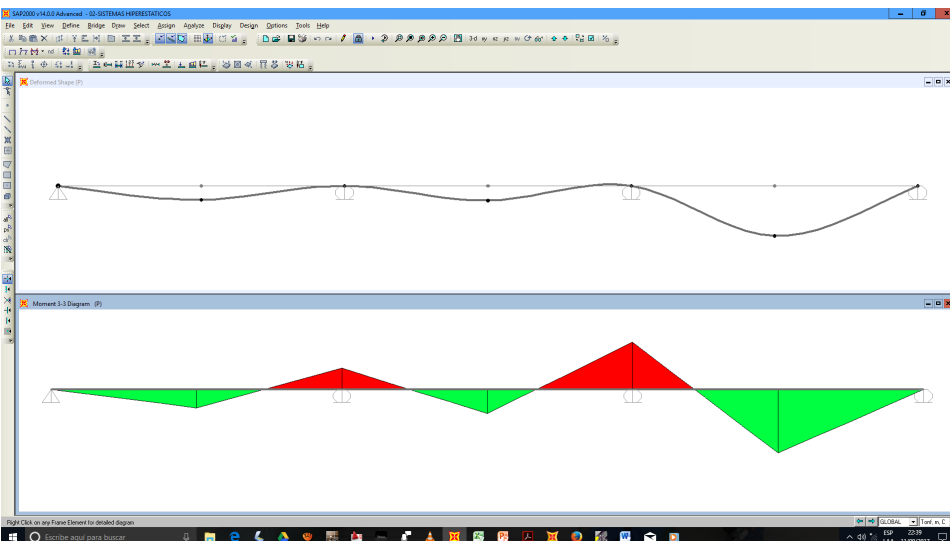 SAP2000 v14.0.0 Advanced - 02-SISTEMAS HIPERESTATICOS
File Edit View Define Bridge Draw Select Assign Analyze Display Design Options Tools Help
Deformed Shape (P)
Moment 3-3 Diagram (P)
Right Click on any Frame Element for detailed diagram
GLOBAL
Tonf, m, C
Escribe aquí para buscar
ESP
22:39